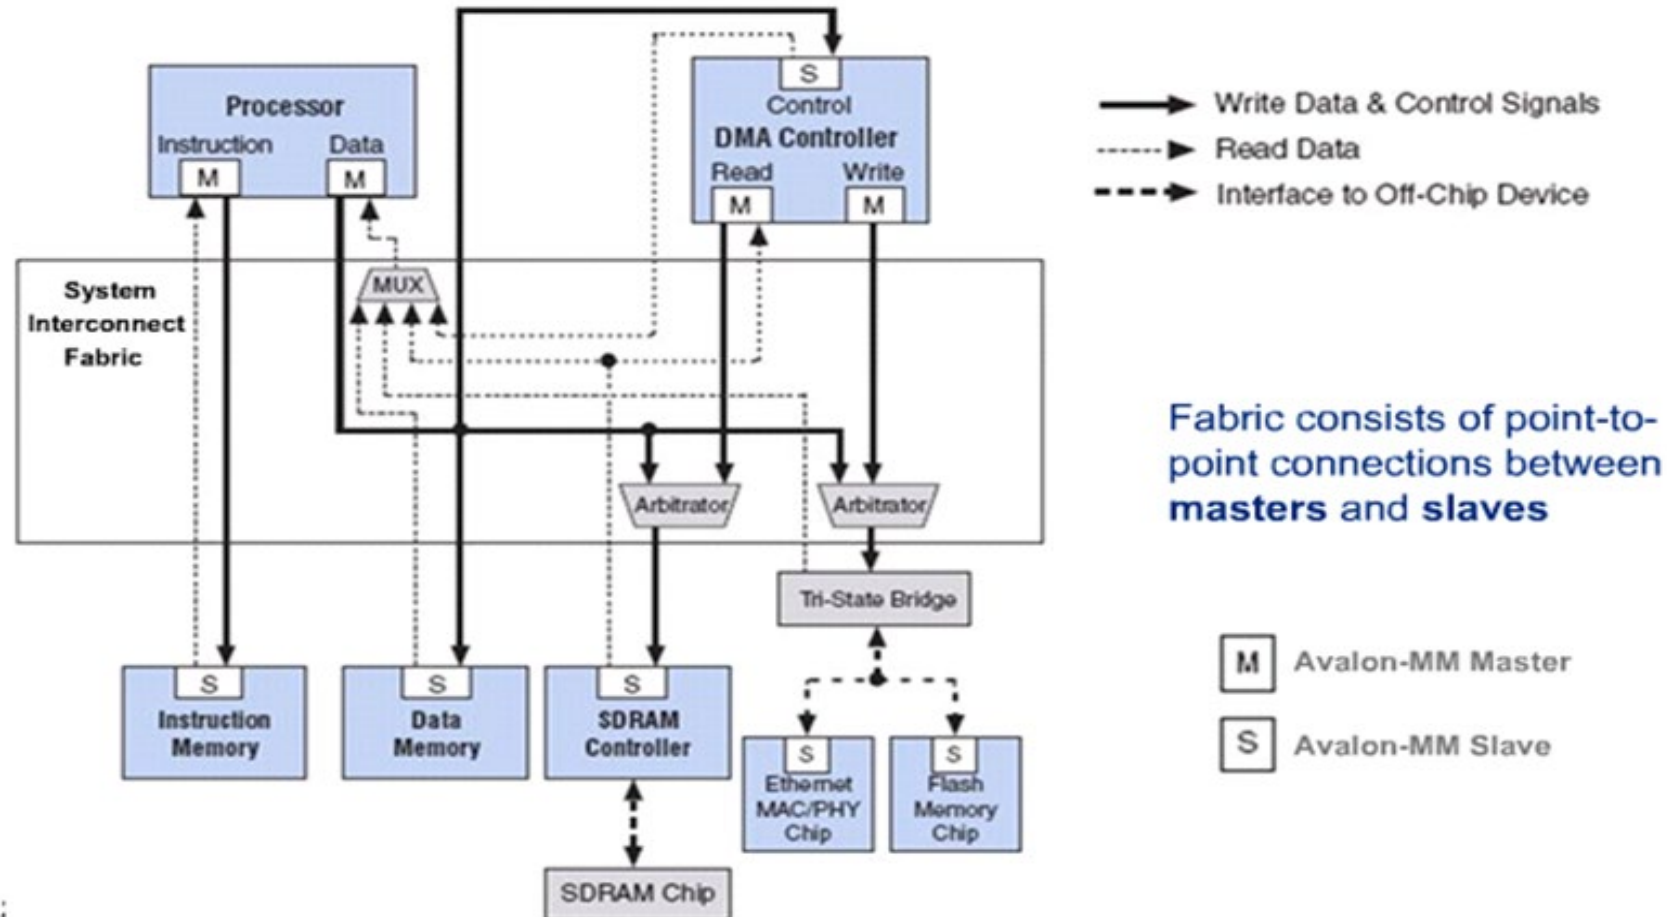 S
Control
DMA Controller
Read Write
M M
Processor
Instruction Data
M M
Write Data & Control Signals
Read Data
Interface to Off-Chip Device
System
Interconnect
Fabric
MUX
Arbitrator Arbitrator
Fabric consists of point-to-
point connections between
masters and slaves
Tri-State Bridge
S
Instruction
Memory
S
Data
Memory
S
SDRAM
Controller
S
Ethernet
MAC/PHY
Chip
S
Flash
Memory
Chip
SDRAM Chip
M Avalon-MM Master
S Avalon-MM Slave